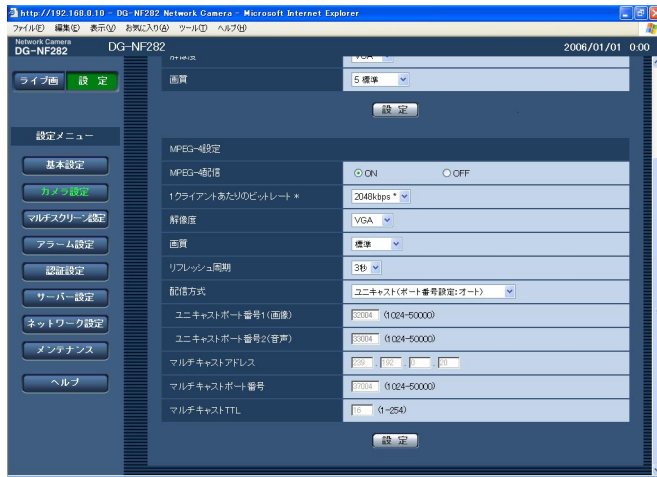 http://192.168.0.10 - DG-NF282 Network Camera - Microsoft Internet Explorer
ファイル(F) 編集(E) 表示(V) お気に入り(A) ツール(T) ヘルプ(H)
Network Camera
DG-NF282
DG-NF282
2006/01/01 0:00
ライブ画 設 定
解像度 VGA
画質 5 標準
設 定
設定メニュー
基本設定
カメラ設定
マルチスクリーン設定
アラーム設定
認証設定
サーバー設定
ネットワーク設定
メンテナンス
ヘルプ
MPEG-4設定
MPEG-4配信 ON OFF
1クライアントあたりのビットレート * 2048kbps *
解像度 VGA
画質 標準
リフレッシュ周期 3秒
配信方式 ユニキャスト(ポート番号設定:オート)
ユニキャストポート番号1(画像) 32004 (1024-50000)
ユニキャストポート番号2(音声) 33004 (1024-50000)
マルチキャストアドレス 239 . 192 . 0 . 20
マルチキャストポート番号 37004 (1024-50000)
マルチキャストTTL 16 (1-254)
設 定